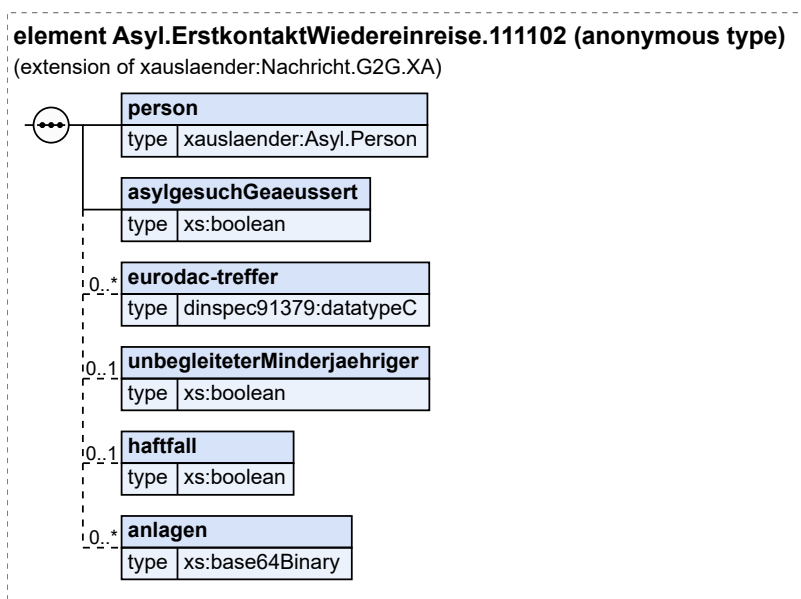 element Asyl.ErstkontaktWiedereinreise.111102 (anonymous type)
(extension of xauslaender:Nachricht.G2G.XA)
person
type xauslaender:Asyl.Person
asylgesuchGeaeussert
type xs:boolean
0..* eurodac-treffer
type dinspec91379:datatypeC
0..1 unbegleiteterMinderjaehriger
type xs:boolean
0..1 haftfall
type xs:boolean
0..* anlagen
type xs:base64Binary